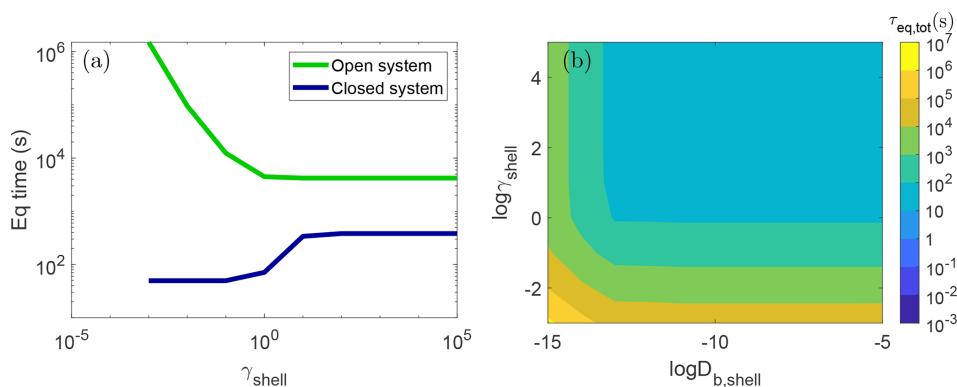 (a)
Open system
Closed system
Eq time (s)
10^6
10^4
10^2
10^-5
10^0
10^5
γ_shell
(b)
logγ_shell
4
2
0
-2
-15
-10
-5
logD_b,shell
τ_eq,tot(s)
10^7
10^6
10^5
10^4
10^3
10^2
10
1
10^-1
10^-2
10^-3